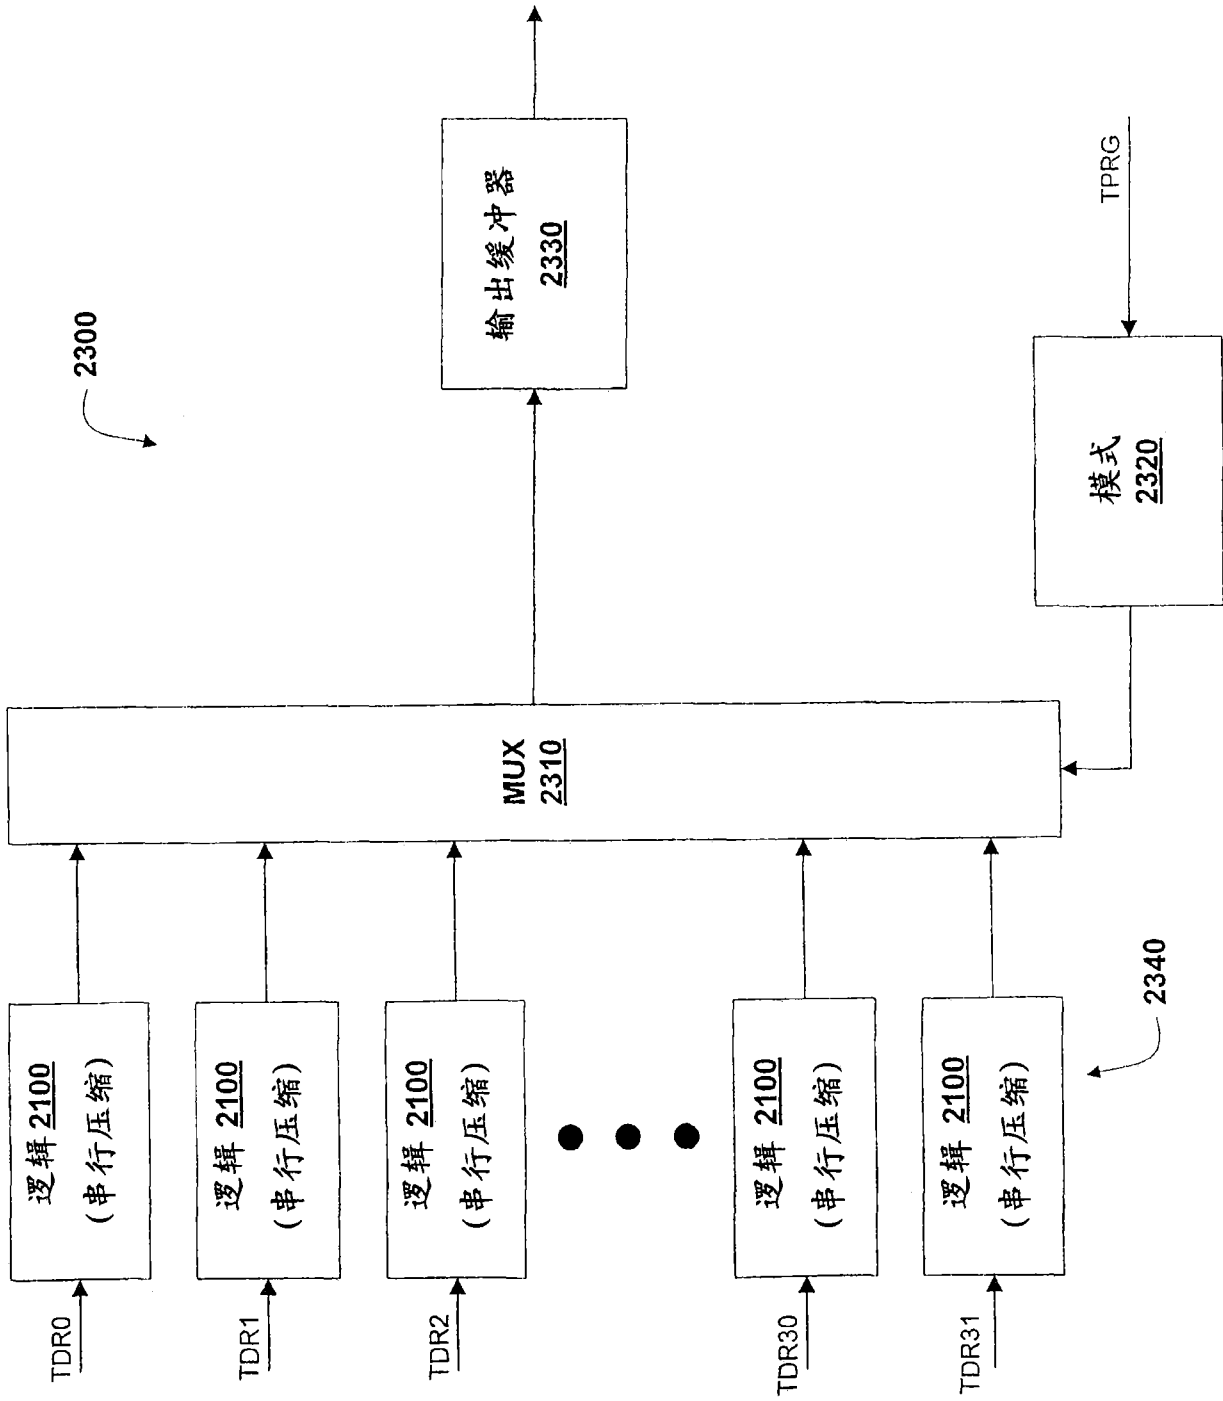 2300
TDR0
逻辑 2100
(串行压缩)
TDR1
逻辑 2100
(串行压缩)
TDR2
逻辑 2100
(串行压缩)
TDR30
逻辑 2100
(串行压缩)
TDR31
逻辑 2100
(串行压缩)
2340
MUX
2310
输出缓冲器
2330
模式
2320
TPRG